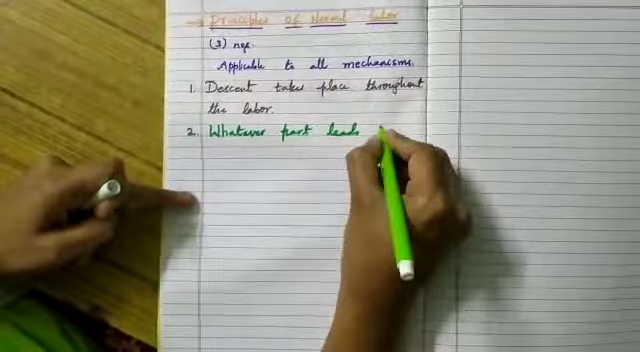 → Principles of Normal labor
(3) nqs.
Applicable to all mechanisms.
1. Descent takes place throughout
the labor.
2. Whatever part leads